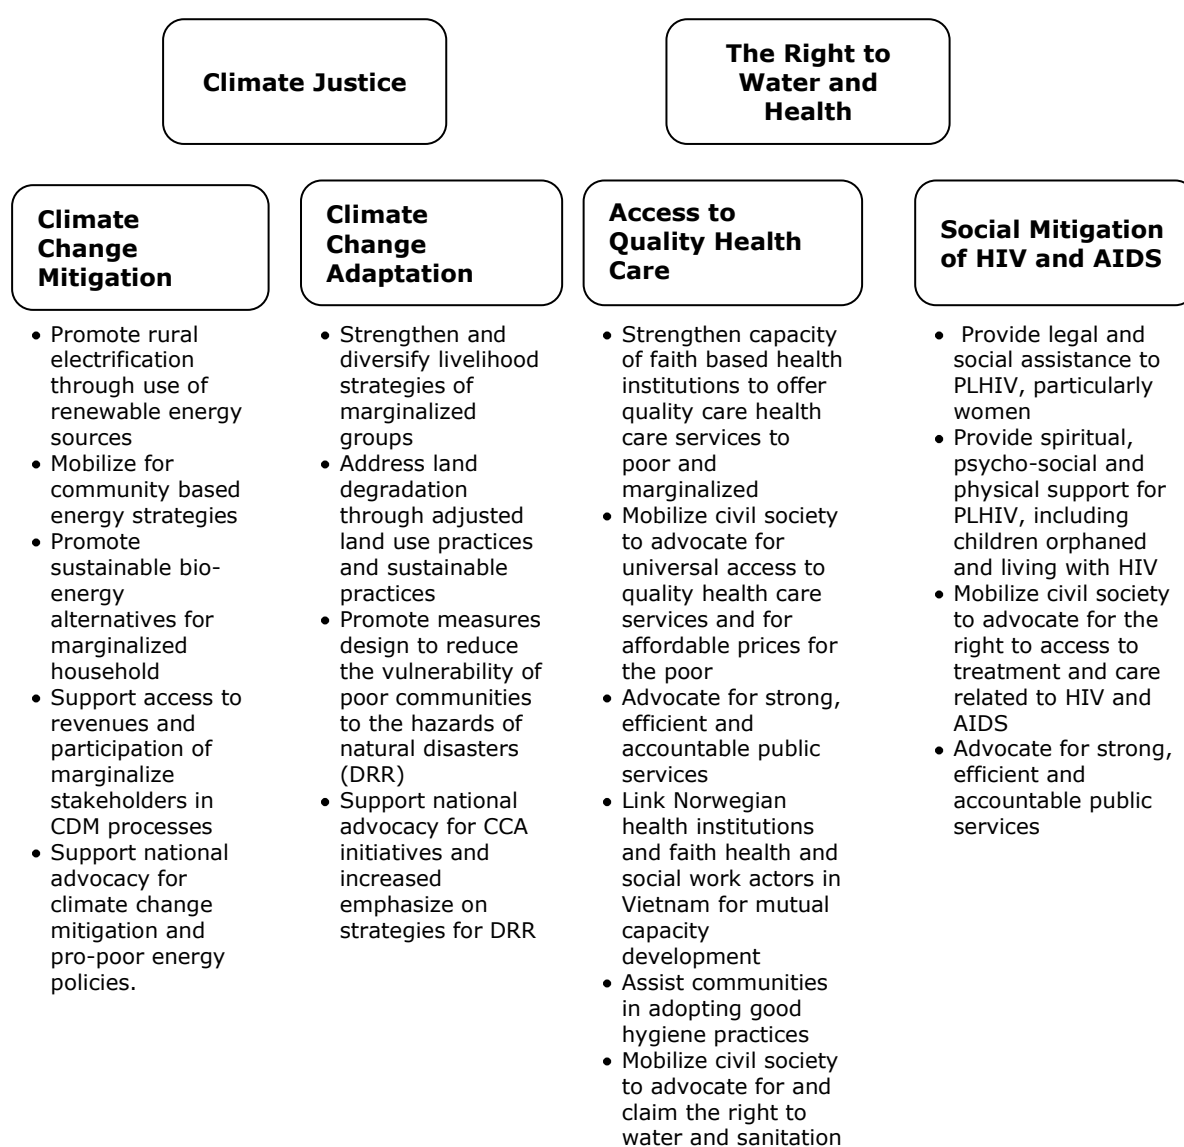 Climate Justice
The Right to
Water and
Health
Climate
Change
Mitigation
• Promote rural
electrification
through use of
renewable energy
sources
• Mobilize for
community based
energy strategies
• Promote
sustainable bio-
energy
alternatives for
marginalized
household
• Support access to
revenues and
participation of
marginalize
stakeholders in
CDM processes
• Support national
advocacy for
climate change
mitigation and
pro-poor energy
policies.
Climate
Change
Adaptation
• Strengthen and
diversify livelihood
strategies of
marginalized
groups
• Address land
degradation
through adjusted
land use practices
and sustainable
practices
• Promote measures
design to reduce
the vulnerability of
poor communities
to the hazards of
natural disasters
(DRR)
• Support national
advocacy for CCA
initiatives and
increased
emphasize on
strategies for DRR
Access to
Quality Health
Care
• Strengthen capacity
of faith based health
institutions to offer
quality care health
care services to
poor and
marginalized
• Mobilize civil society
to advocate for
universal access to
quality health care
services and for
affordable prices for
the poor
• Advocate for strong,
efficient and
accountable public
services
• Link Norwegian
health institutions
and faith health and
social work actors in
Vietnam for mutual
capacity
development
• Assist communities
in adopting good
hygiene practices
• Mobilize civil society
to advocate for and
claim the right to
water and sanitation
Social Mitigation
of HIV and AIDS
• Provide legal and
social assistance to
PLHIV, particularly
women
• Provide spiritual,
psycho-social and
physical support for
PLHIV, including
children orphaned
and living with HIV
• Mobilize civil society
to advocate for the
right to access to
treatment and care
related to HIV and
AIDS
• Advocate for strong,
efficient and
accountable public
services